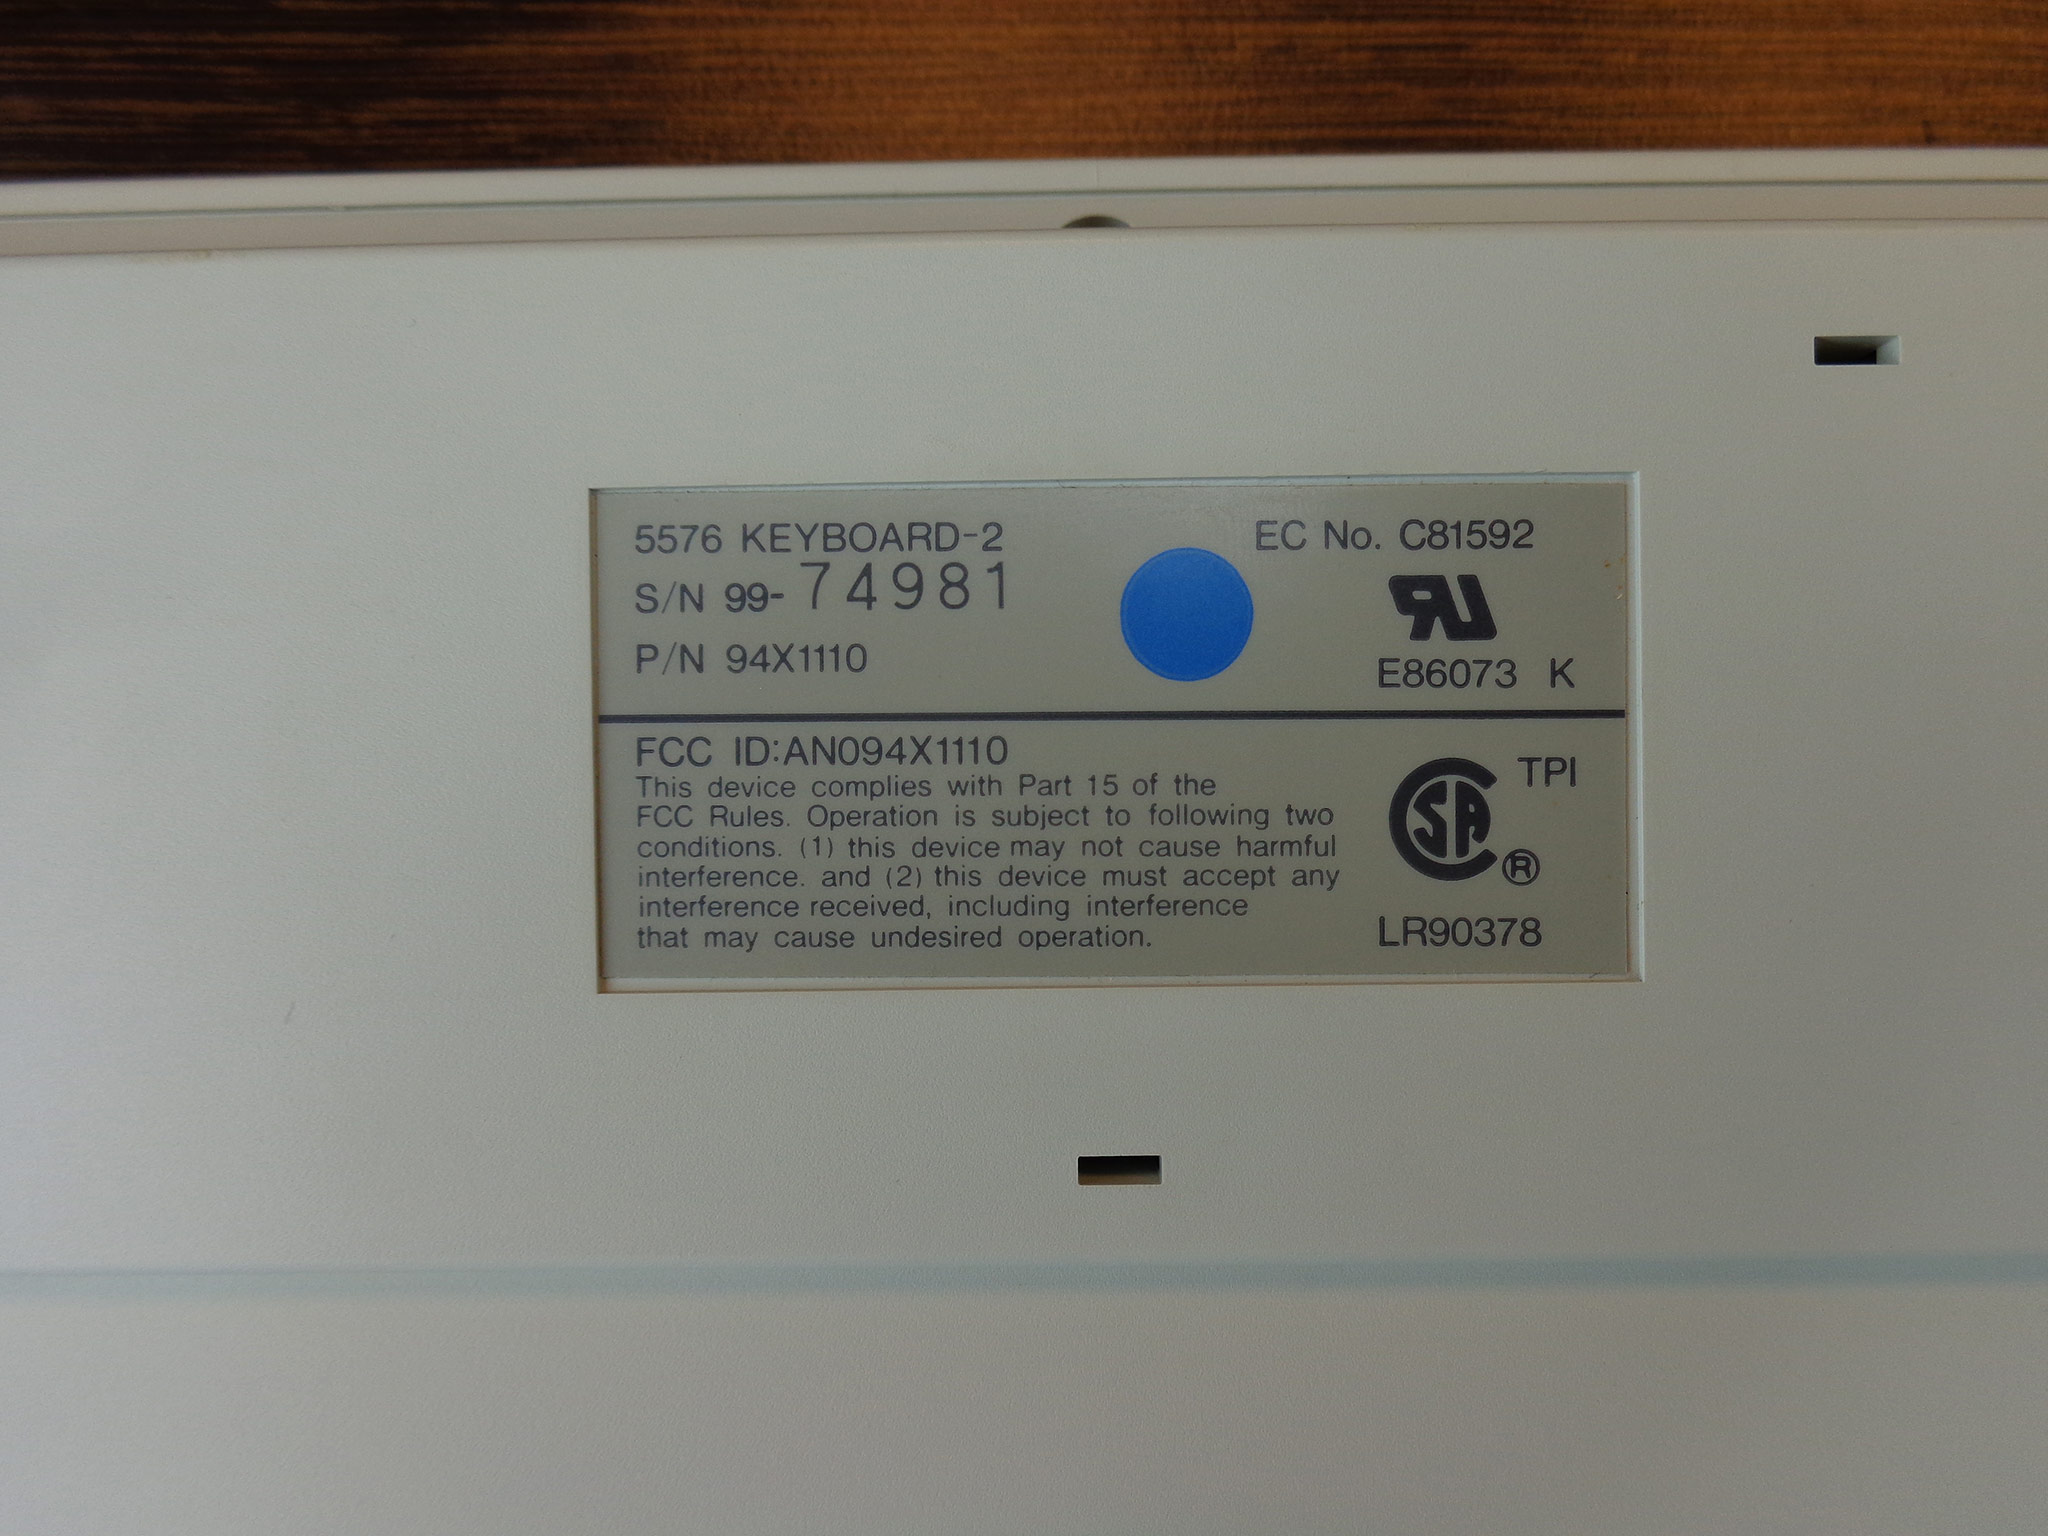 5576 KEYBOARD-2
S/N 99-74981
P/N 94X1110
EC No. C81592
RU
E86073 K
FCC ID:AN094X1110
This device complies with Part 15 of the
FCC Rules. Operation is subject to following two
conditions. (1) this device may not cause harmful
interference. and (2) this device must accept any
interference received, including interference
that may cause undesired operation.
TPI
CSA ®
LR90378